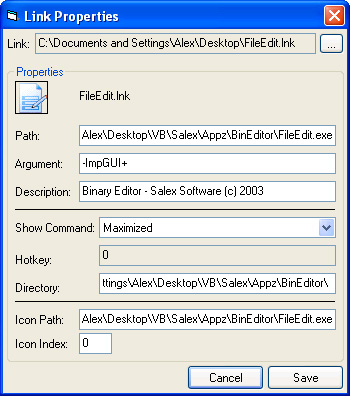 Link Properties
Link: C:\Documents and Settings\Alex\Desktop\FileEdit.lnk ...
Properties
FileEdit.lnk
Path: Alex\Desktop\VB\Salex\Appz\BinEditor\FileEdit.exe
Argument: -ImpGUI+
Description: Binary Editor - Salex Software (c) 2003
Show Command: Maximized
Hotkey: 0
Directory: ttings\Alex\Desktop\VB\Salex\Appz\BinEditor\
Icon Path: Alex\Desktop\VB\Salex\Appz\BinEditor\FileEdit.exe
Icon Index: 0
Cancel Save